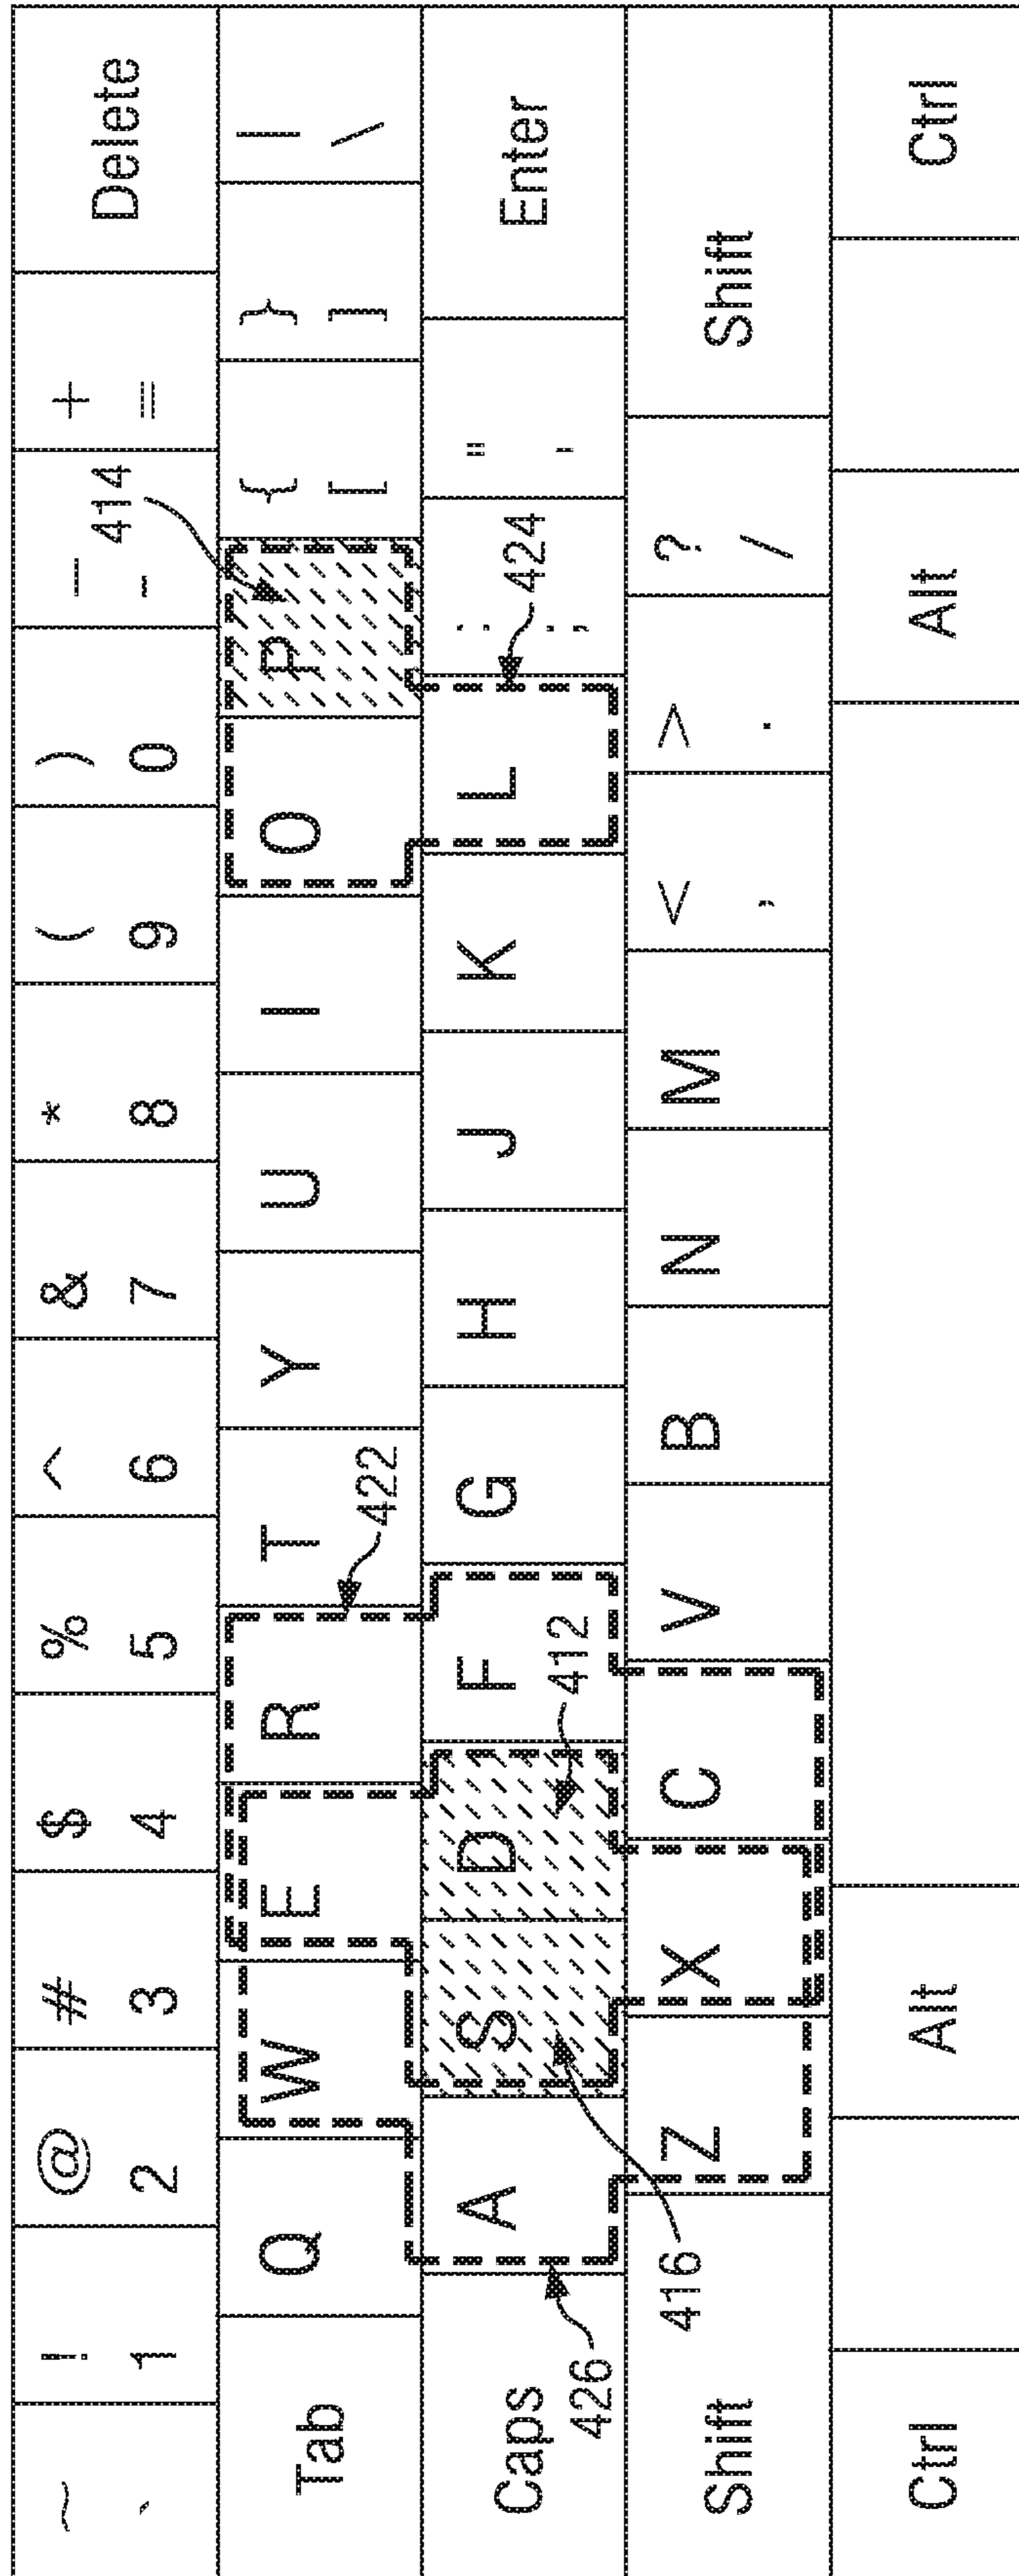 ~ ! @ # $ % ^ & * ( ) _ + Delete
` 1 2 3 4 5 6 7 8 9 0 - =
414
Tab Q W E R T Y U I O P { } |
[ ] \
422
Caps A S D F G H J K L : " Enter
; '
426 412 424
Shift Z X C V B N M < > ? Shift
, . /
416
Ctrl Alt Alt Ctrl